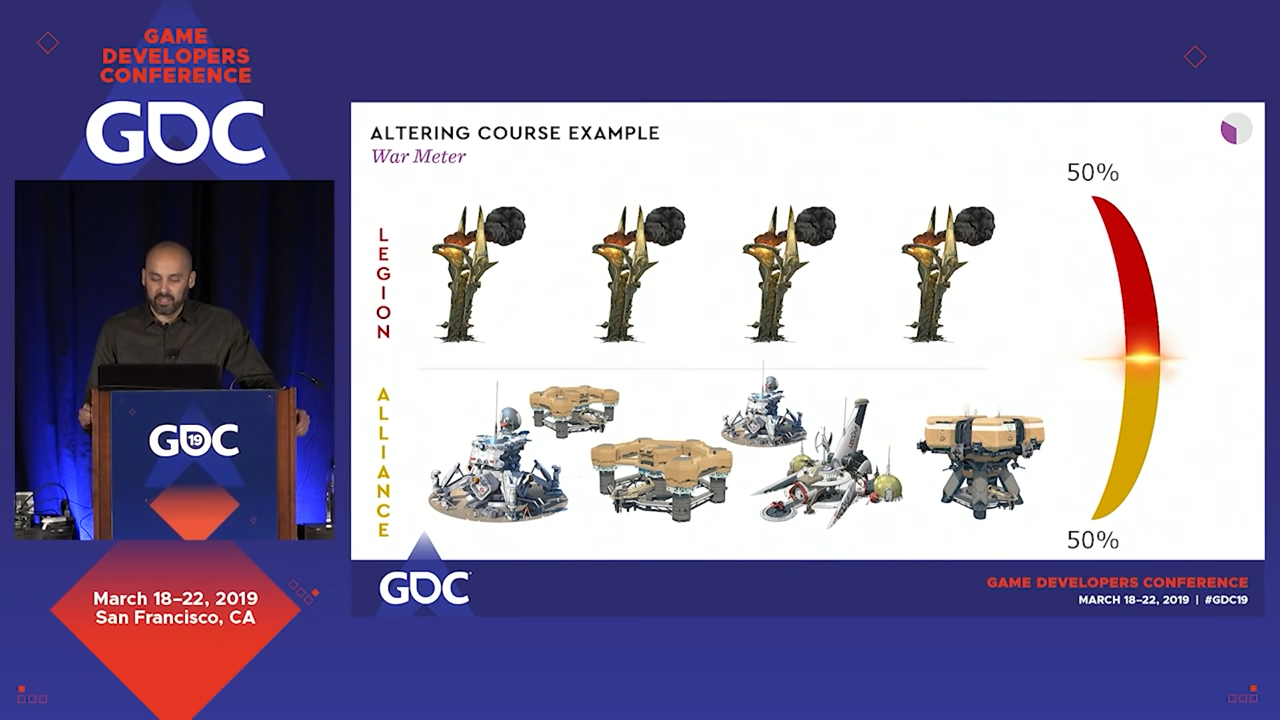 GAME
DEVELOPERS
CONFERENCE
GDC
ALTERING COURSE EXAMPLE
War Meter
50%
LEGION
ALLIANCE
50%
GDC
19
March 18–22, 2019
San Francisco, CA
GDC
GAME DEVELOPERS CONFERENCE
MARCH 18–22, 2019 | #GDC19